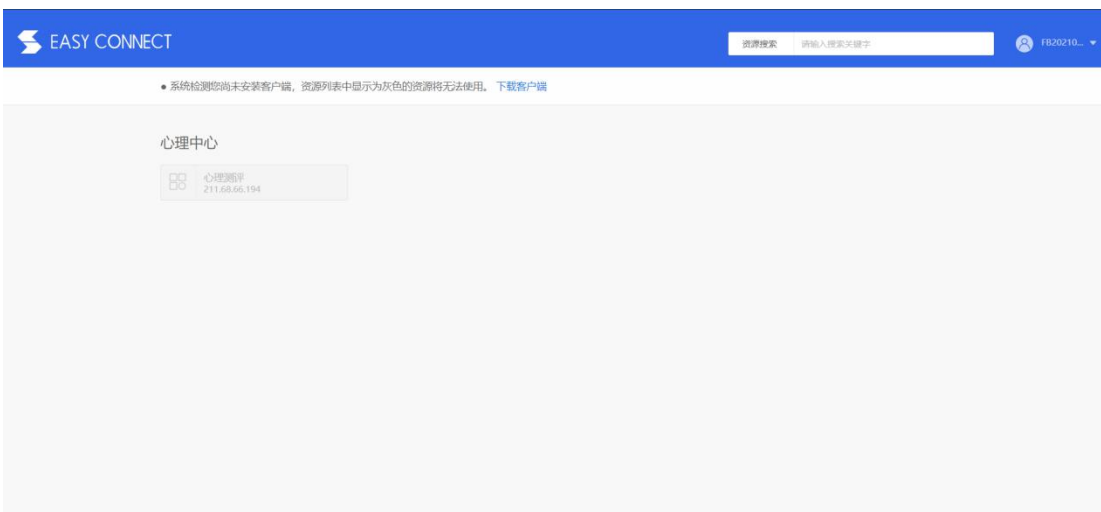 EASY CONNECT
资源搜索 请输入搜索关键字
FB20210...
● 系统检测您尚未安装客户端，资源列表中显示为灰色的资源将无法使用。 下载客户端
心理中心
心理测评
211.68.66.194